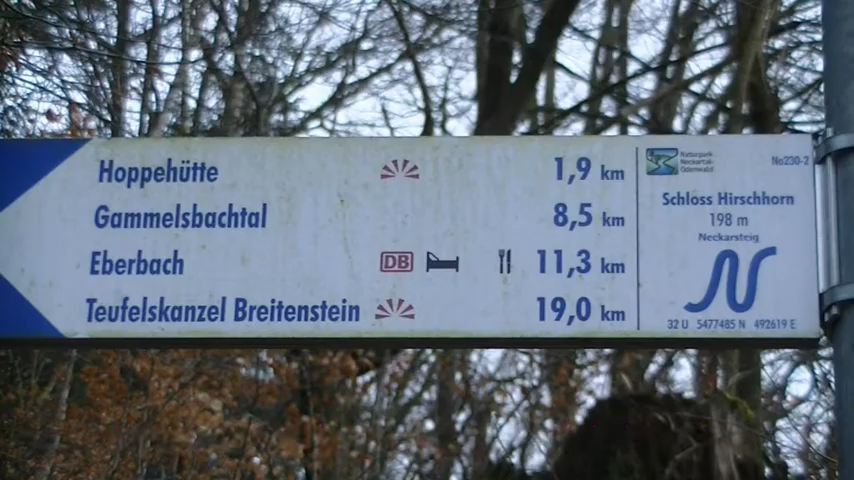 Hoppehütte 1,9 km
Gammelsbachtal 8,5 km
Eberbach DB 11,3 km
Teufelskanzel Breitenstein 19,0 km
Naturpark
Neckartal-
Odenwald
No230-2
Schloss Hirschhorn
198 m
Neckarsteig
32 U 5477485 N 492619 E